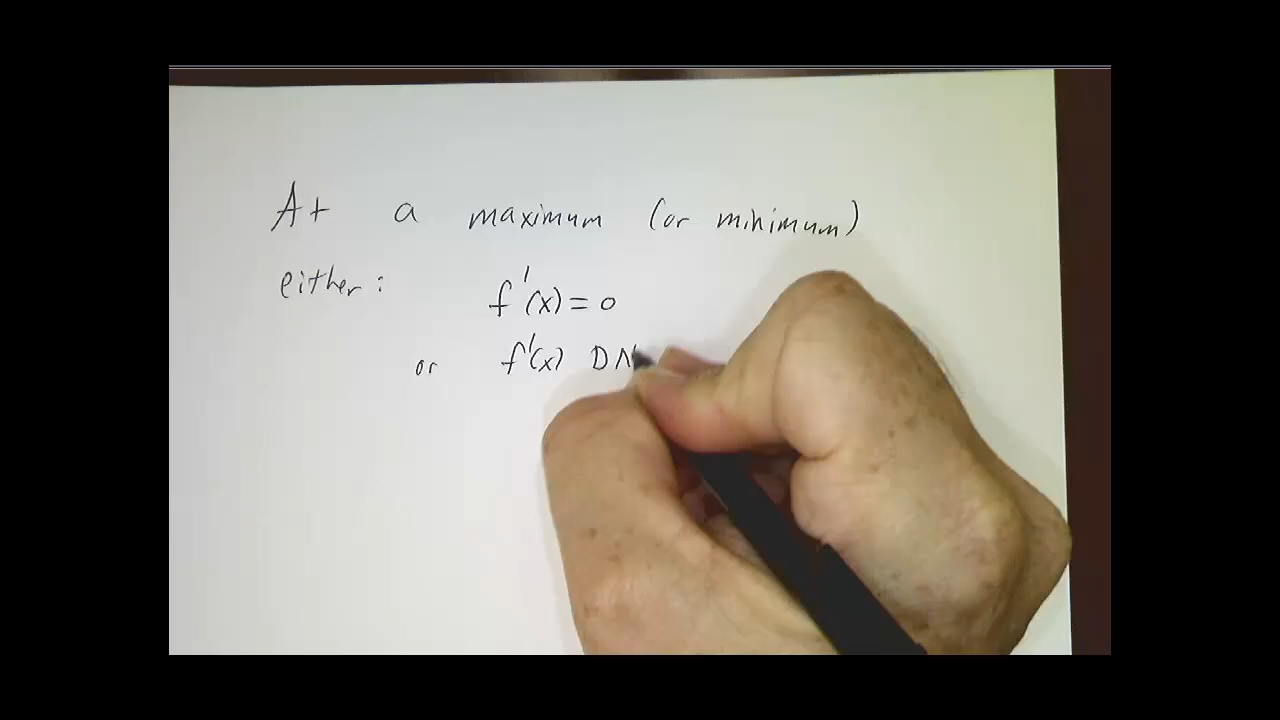 At a maximum (or minimum)
either: f'(x) = 0
or f'(x) DN